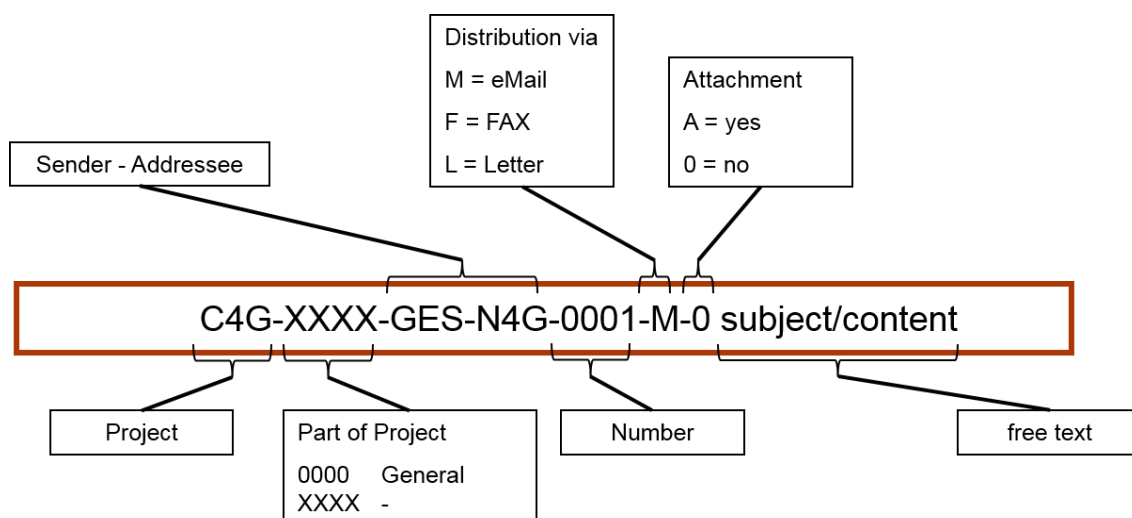 Distribution via
M = eMail
F = FAX
L = Letter
Attachment
A = yes
0 = no
Sender - Addressee
C4G-XXXX-GES-N4G-0001-M-0 subject/content
Project
Part of Project
0000 General
XXXX -
Number
free text